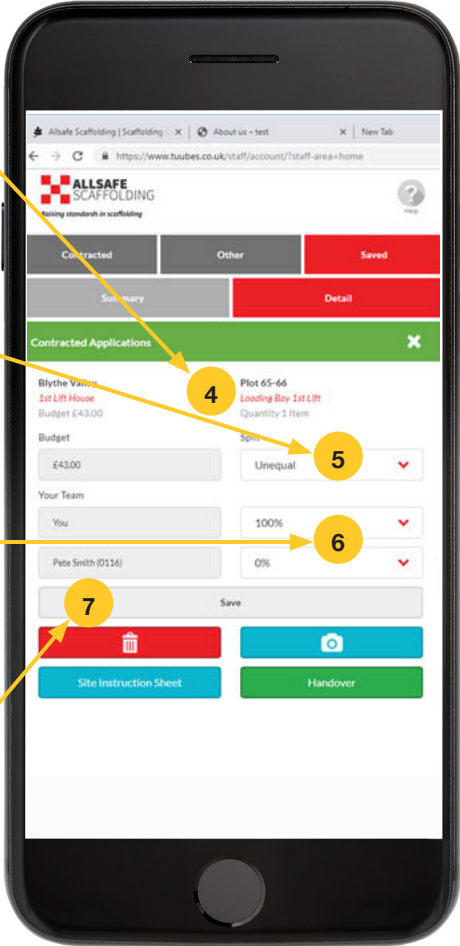 Allsafe Scaffolding | Scaffolding × About us – test × New Tab
https://www.tuubes.co.uk/staff/account/?staff-area=home
ALLSAFE
SCAFFOLDING
Raising standards in scaffolding
?
Help
Contracted Other Saved
Summary Detail
Contracted Applications
Blythe Valley Plot 65-66
1st Lift House Loading Bay 1st Lift
4
Budget £43.00 Quantity 1 Item
Budget Split
£43.00 Unequal
5
Your Team
You 100%
6
Pete Smith (0116) 0%
7
Save
Site Instruction Sheet Handover